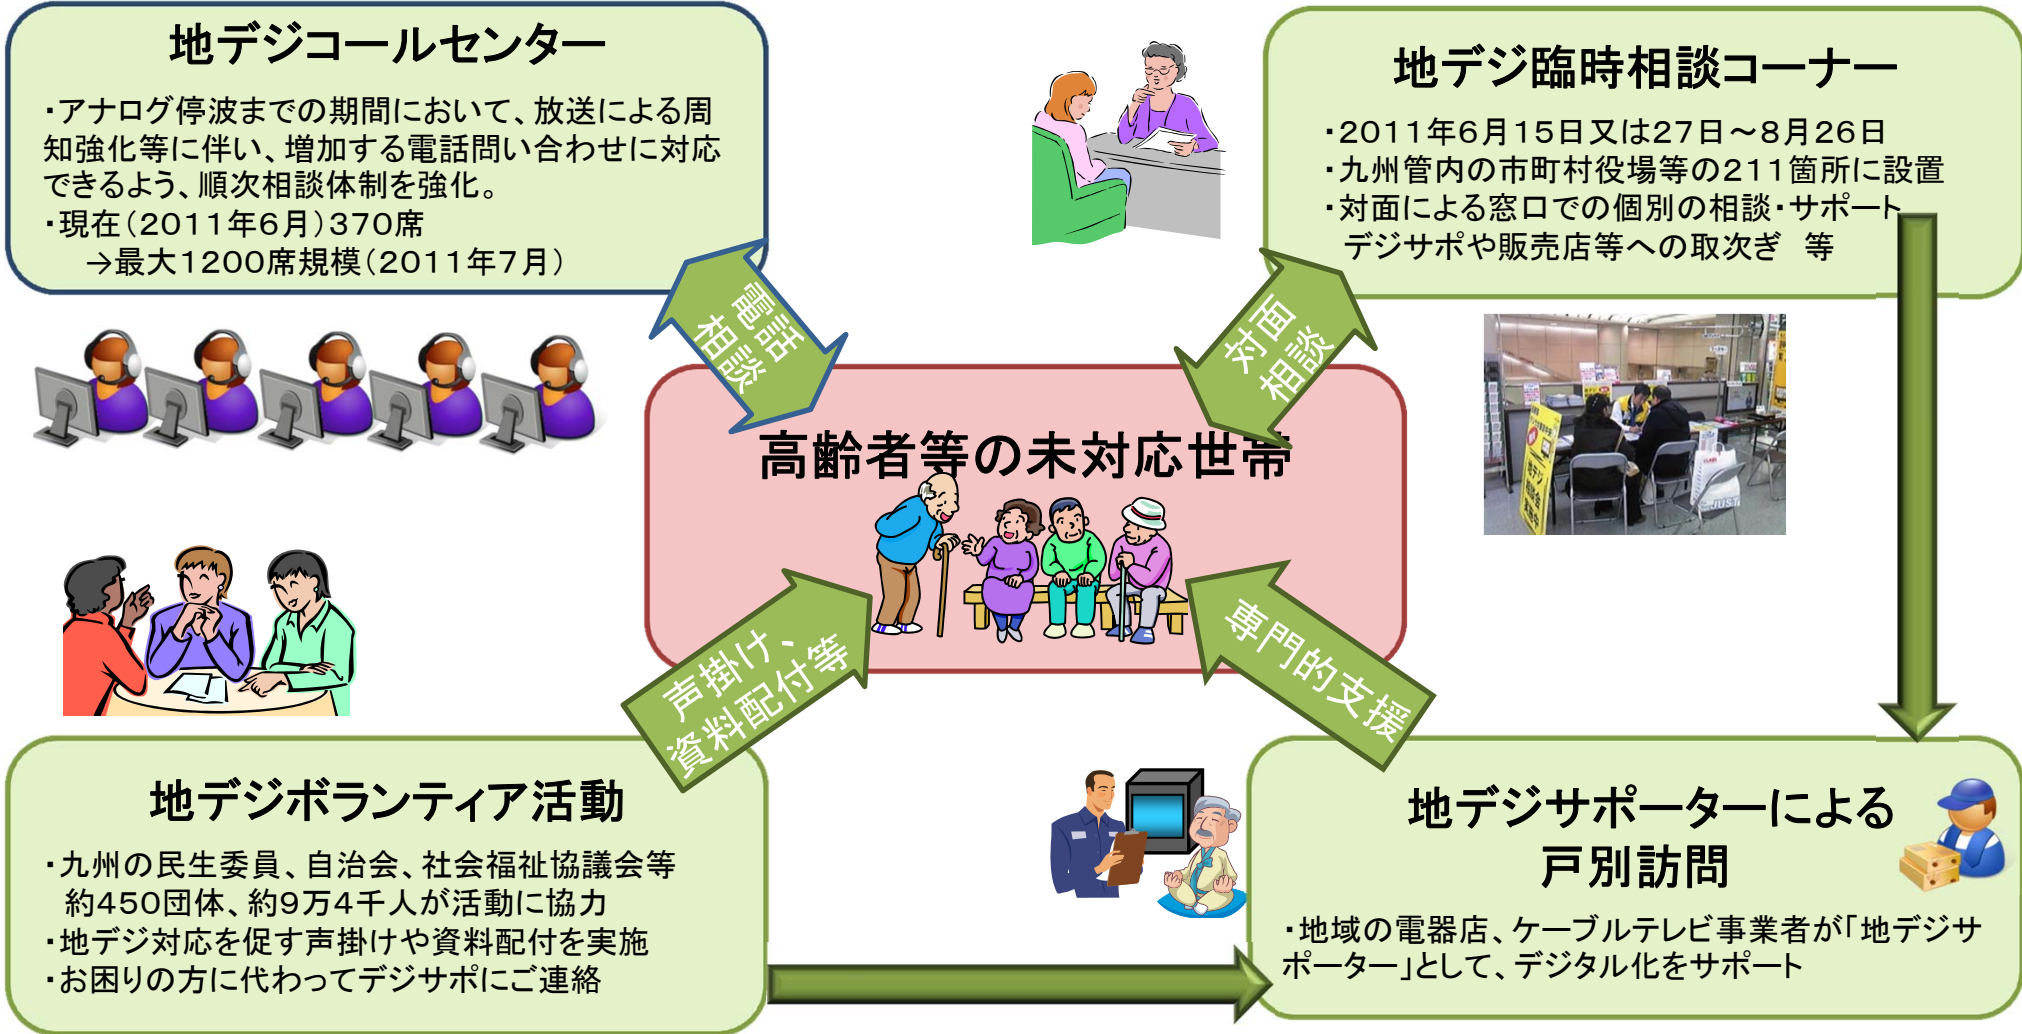 地デジコールセンター
・アナログ停波までの期間において、放送による周
知強化等に伴い、増加する電話問い合わせに対応
できるよう、順次相談体制を強化。
・現在(2011年6月)370席
→最大1200席規模(2011年7月)
地デジ臨時相談コーナー
・2011年6月15日又は27日~8月26日
・九州管内の市町村役場等の211箇所に設置
・対面による窓口での個別の相談・サポート
デジサポや販売店等への取次ぎ 等
電話
相談
対面
相談
高齢者等の未対応世帯
声掛け、
資料配付等
専門的支援
地デジボランティア活動
・九州の民生委員、自治会、社会福祉協議会等
約450団体、約9万4千人が活動に協力
・地デジ対応を促す声掛けや資料配付を実施
・お困りの方に代わってデジサポにご連絡
地デジサポーターによる
戸別訪問
・地域の電器店、ケーブルテレビ事業者が「地デジサ
ポーター」として、デジタル化をサポート